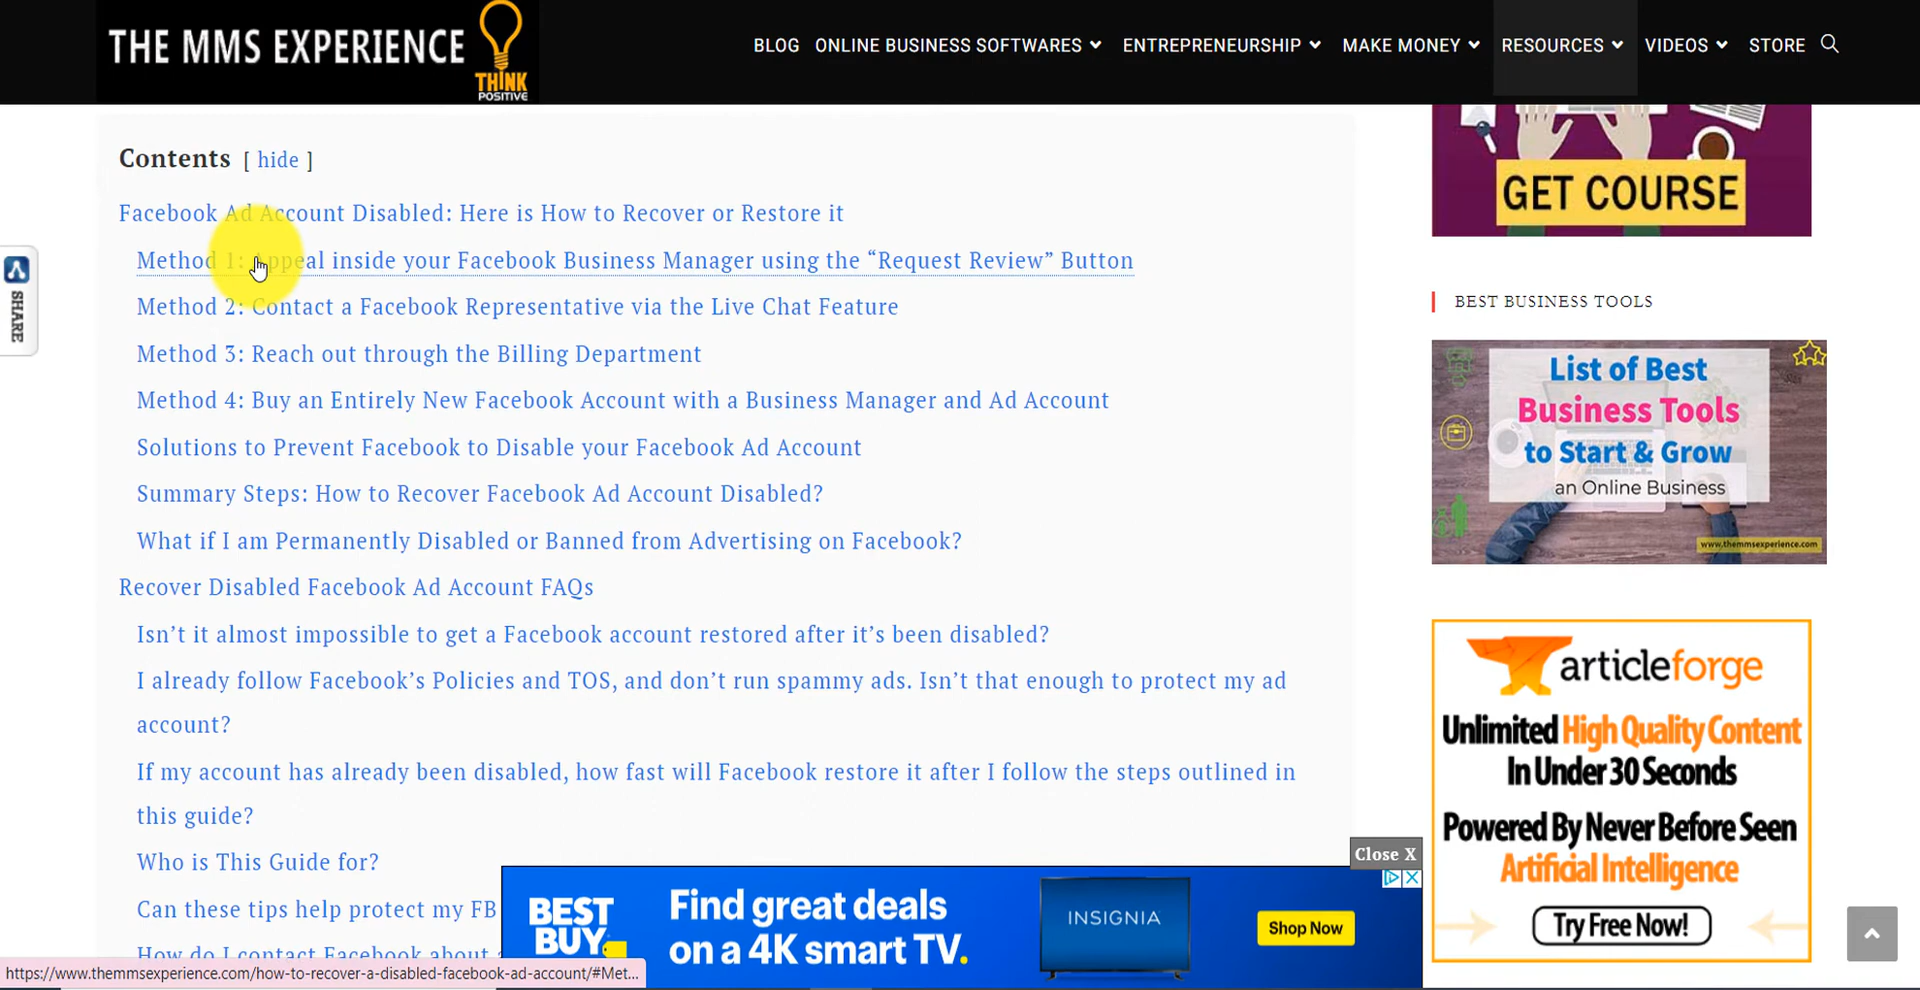 THE MMS EXPERIENCE
THINK
POSITIVE
BLOG ONLINE BUSINESS SOFTWARES ENTREPRENEURSHIP MAKE MONEY RESOURCES VIDEOS STORE
Contents [ hide ]
Facebook Ad Account Disabled: Here is How to Recover or Restore it
Method 1: Appeal inside your Facebook Business Manager using the “Request Review” Button
Method 2: Contact a Facebook Representative via the Live Chat Feature
Method 3: Reach out through the Billing Department
Method 4: Buy an Entirely New Facebook Account with a Business Manager and Ad Account
Solutions to Prevent Facebook to Disable your Facebook Ad Account
Summary Steps: How to Recover Facebook Ad Account Disabled?
What if I am Permanently Disabled or Banned from Advertising on Facebook?
Recover Disabled Facebook Ad Account FAQs
Isn’t it almost impossible to get a Facebook account restored after it’s been disabled?
I already follow Facebook’s Policies and TOS, and don’t run spammy ads. Isn’t that enough to protect my ad
account?
If my account has already been disabled, how fast will Facebook restore it after I follow the steps outlined in
this guide?
Who is This Guide for?
Can these tips help protect my FB
How do I contact Facebook about
https://www.themmsexperience.com/how-to-recover-a-disabled-facebook-ad-account/#Met...
SHARE
Close X
BEST
BUY
Find great deals
on a 4K smart TV.
INSIGNIA
Shop Now
GET COURSE
BEST BUSINESS TOOLS
List of Best
Business Tools
to Start & Grow
an Online Business
www.themmsexperience.com
articleforge
Unlimited High Quality Content
In Under 30 Seconds
Powered By Never Before Seen
Artificial Intelligence
Try Free Now!